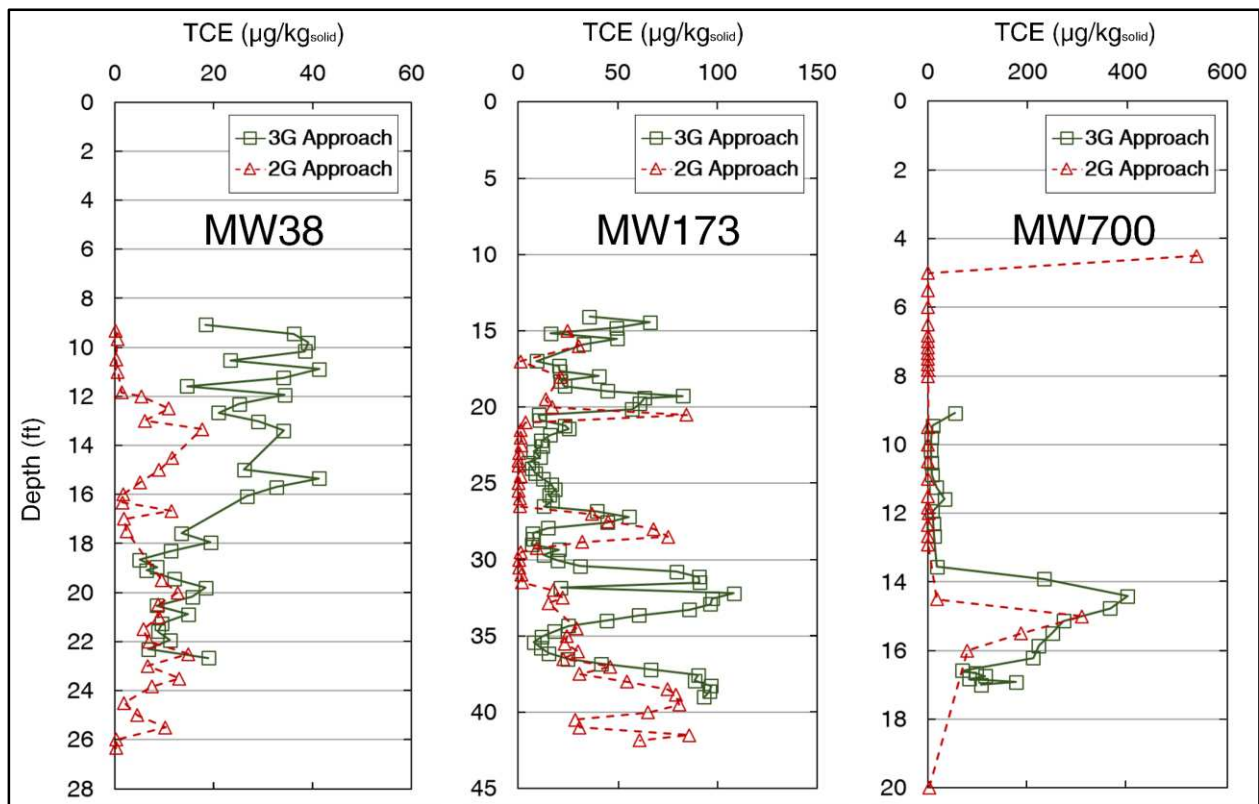 TCE (µg/kgsolid)
0 20 40 60
0
2
4
6
8
10
12
14
16
18
20
22
24
26
28
Depth (ft)
3G Approach
2G Approach
MW38
TCE (µg/kgsolid)
0 50 100 150
0
5
10
15
20
25
30
35
40
45
3G Approach
2G Approach
MW173
TCE (µg/kgsolid)
0 200 400 600
0
2
4
6
8
10
12
14
16
18
20
3G Approach
2G Approach
MW700